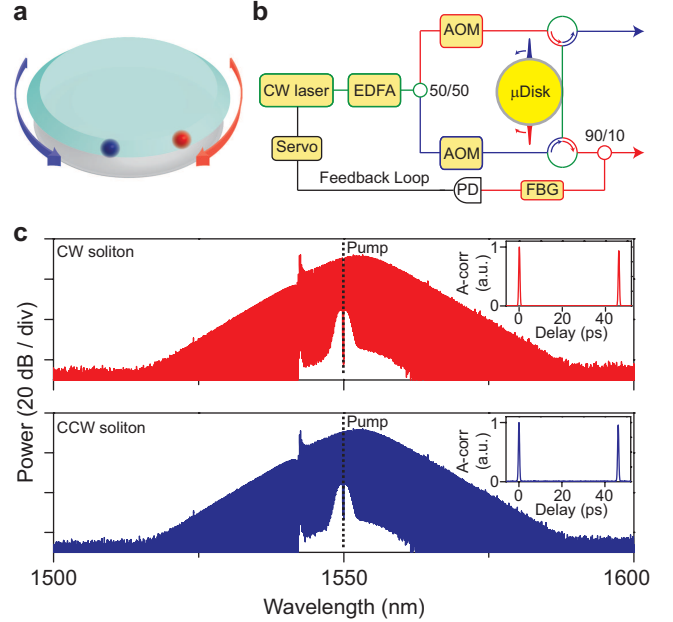 a
b
AOM
CW laser
EDFA
50/50
μDisk
Servo
AOM
90/10
Feedback Loop
PD
FBG
c
CW soliton
Pump
A-corr
(a.u.)
1
0
0 20 40
Delay (ps)
CCW soliton
Pump
A-corr
(a.u.)
1
0
0 20 40
Delay (ps)
Power (20 dB / div)
1500 1550 1600
Wavelength (nm)